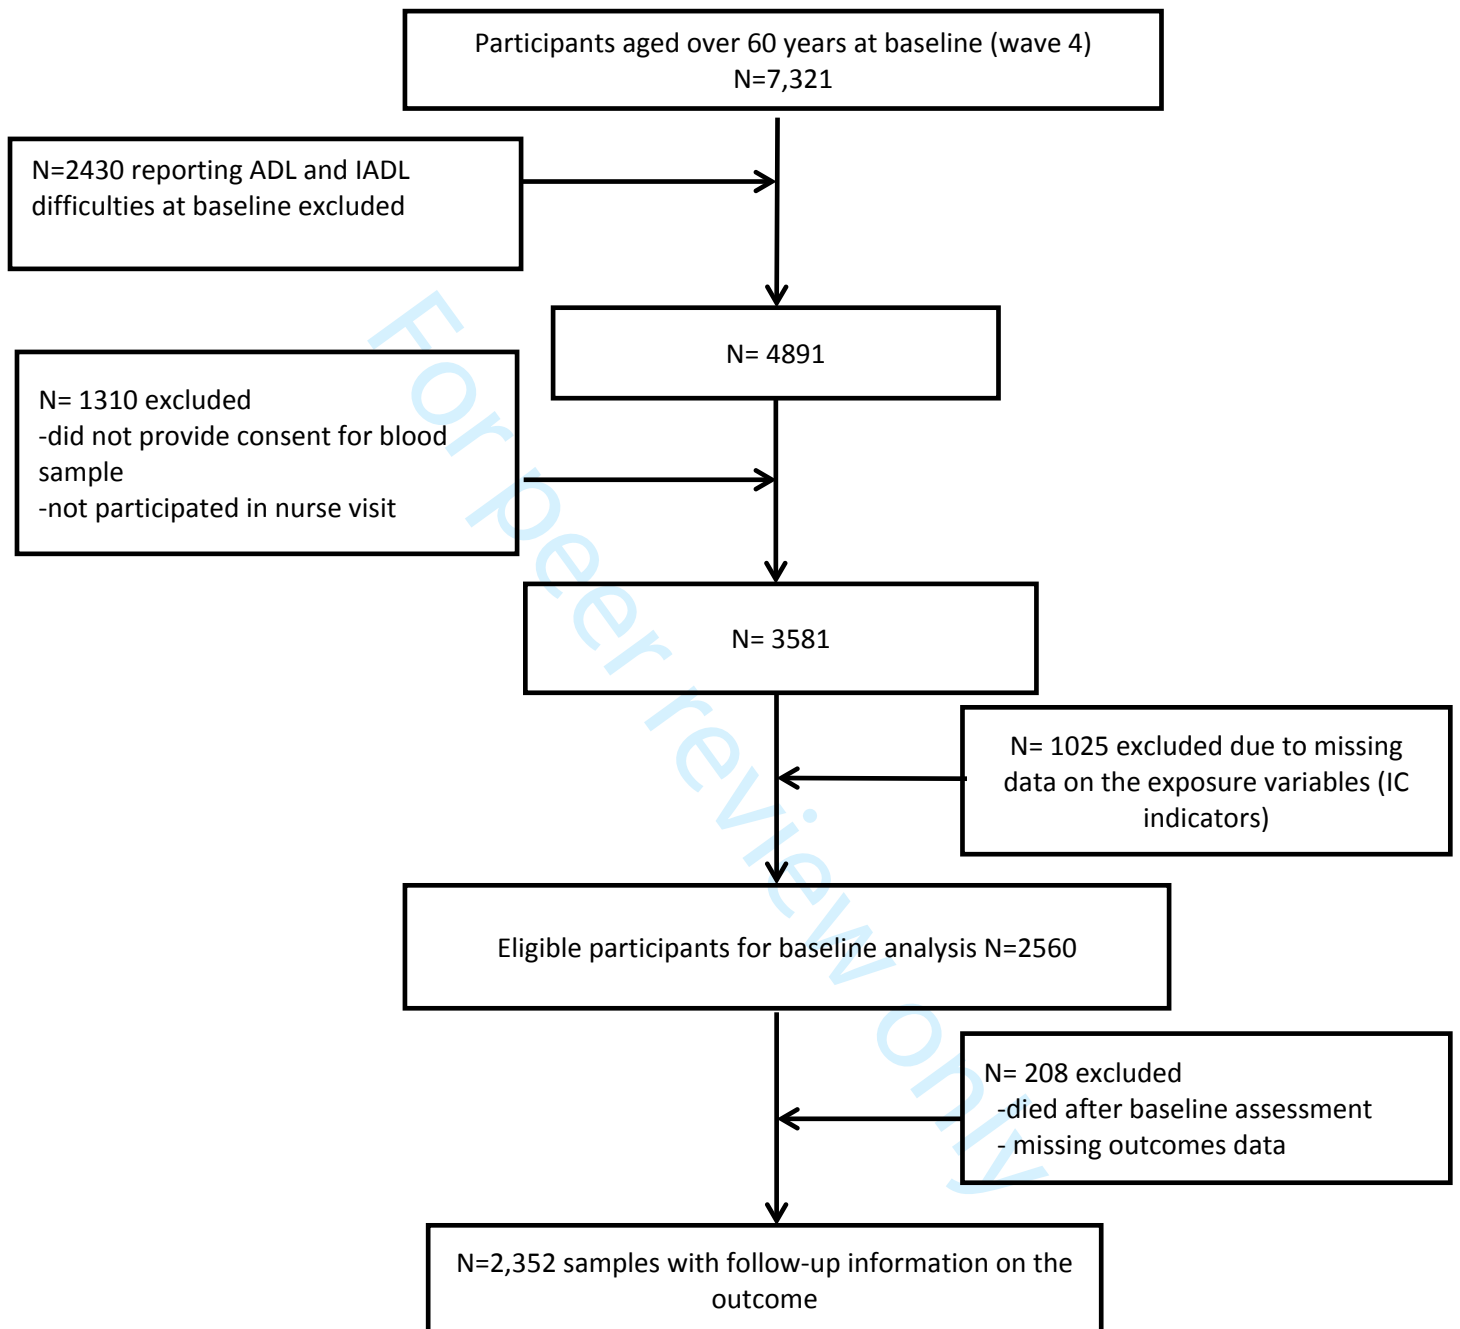 Participants aged over 60 years at baseline (wave 4)
N=7,321
N=2430 reporting ADL and IADL
difficulties at baseline excluded
N= 4891
N= 1310 excluded
-did not provide consent for blood
sample
-not participated in nurse visit
N= 3581
N= 1025 excluded due to missing
data on the exposure variables (IC
indicators)
Eligible participants for baseline analysis N=2560
N= 208 excluded
-died after baseline assessment
- missing outcomes data
N=2,352 samples with follow-up information on the
outcome
For peer review only